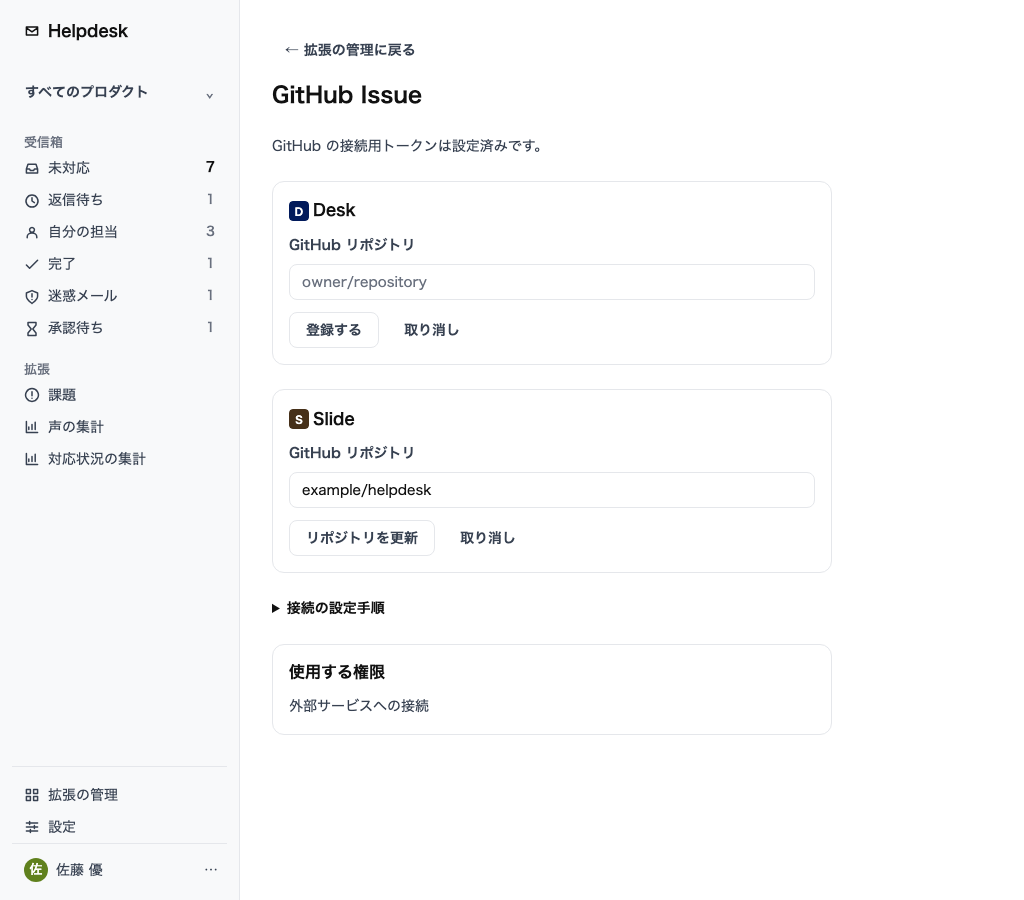 Helpdesk
すべてのプロダクト
受信箱
未対応 7
返信待ち 1
自分の担当 3
完了 1
迷惑メール 1
承認待ち 1
拡張
課題
声の集計
対応状況の集計
拡張の管理
設定
佐 佐藤 優 …
← 拡張の管理に戻る
GitHub Issue
GitHub の接続用トークンは設定済みです。
D Desk
GitHub リポジトリ
owner/repository
登録する 取り消し
S Slide
GitHub リポジトリ
example/helpdesk
リポジトリを更新 取り消し
▶ 接続の設定手順
使用する権限
外部サービスへの接続